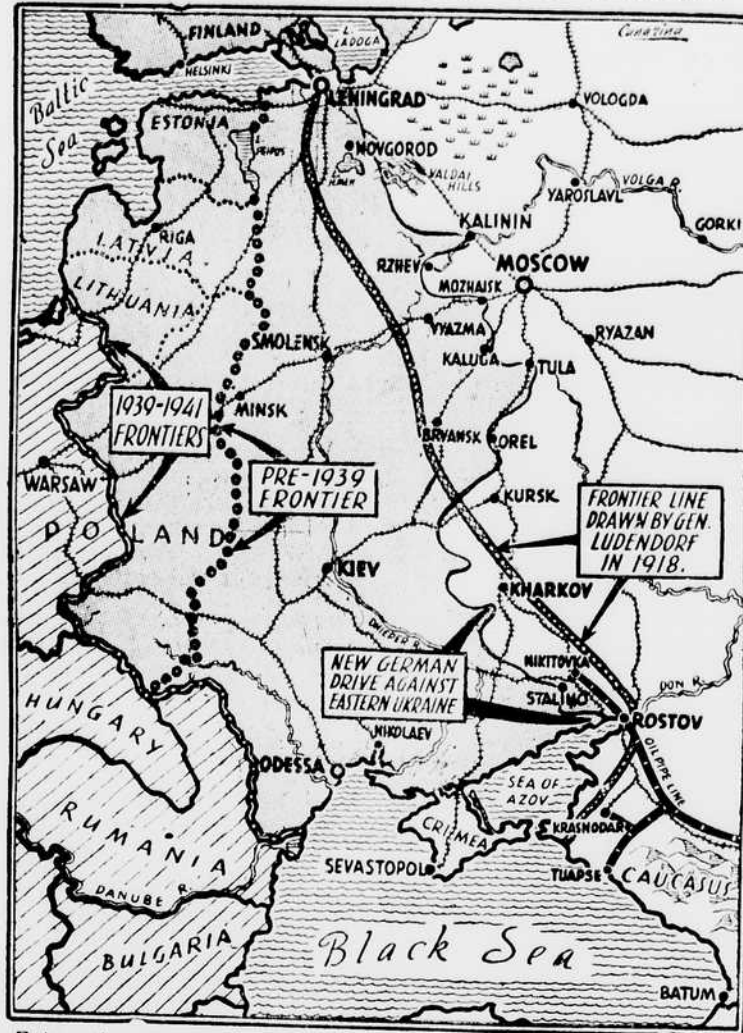 FINLAND
L. LADOGA
HELSINKI
LENINGRAD
VOLOGDA
Baltic Sea
ESTONIA
L. PEIPUS
NOVGOROD
L. ILMEN
VALDAI HILLS
YAROSLAVL
VOLGA R.
GORKI
KALININ
RIGA
LATVIA
RZHEV
MOSCOW
MOZHAISK
LITHUANIA
VYAZMA
RYAZAN
SMOLENSK
KALUGA
TULA
1939-1941
FRONTIERS
MINSK
BRYANSK
OREL
PRE-1939
FRONTIER
WARSAW
KURSK
FRONTIER LINE
DRAWN BY GEN.
LUDENDORF
IN 1918.
POLAND
KIEV
KHARKOV
DNIEPER R.
NEW GERMAN
DRIVE AGAINST
EASTERN UKRAINE
NIKITOVKA
STALINO
DON R.
ROSTOV
HUNGARY
NIKOLAEV
ODESSA
OIL PIPE LINE
SEA OF
AZOV
RUMANIA
CRIMEA
KRASNODAR
SEVASTOPOL
TUAPSE
CAUCASUS
DANUBE R.
BULGARIA
Black Sea
BATUM